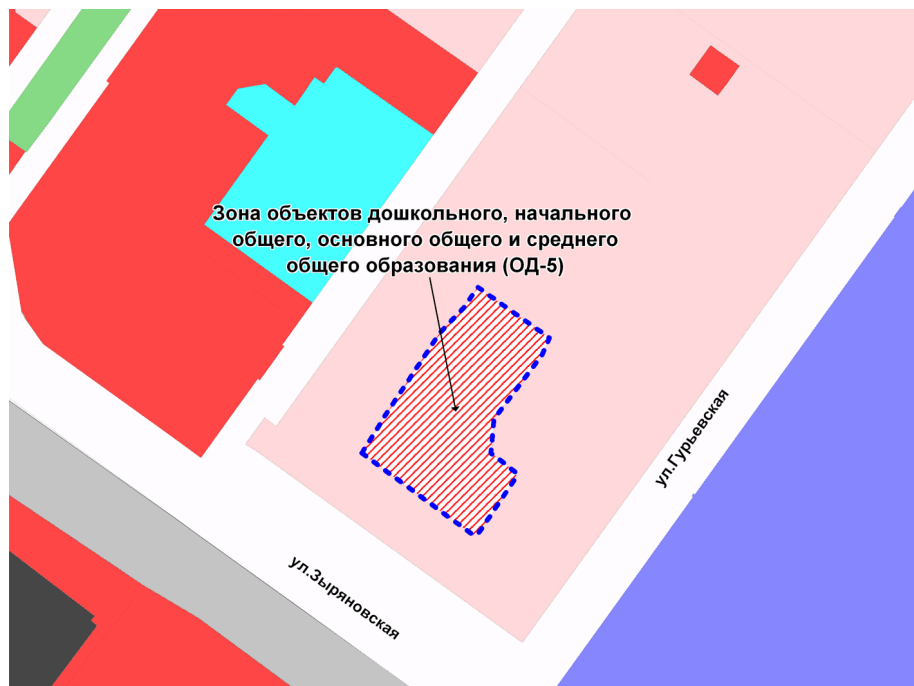 Зона объектов дошкольного, начального
общего, основного общего и среднего
общего образования (ОД-5)
ул.Гурьевская
ул.Зыряновская